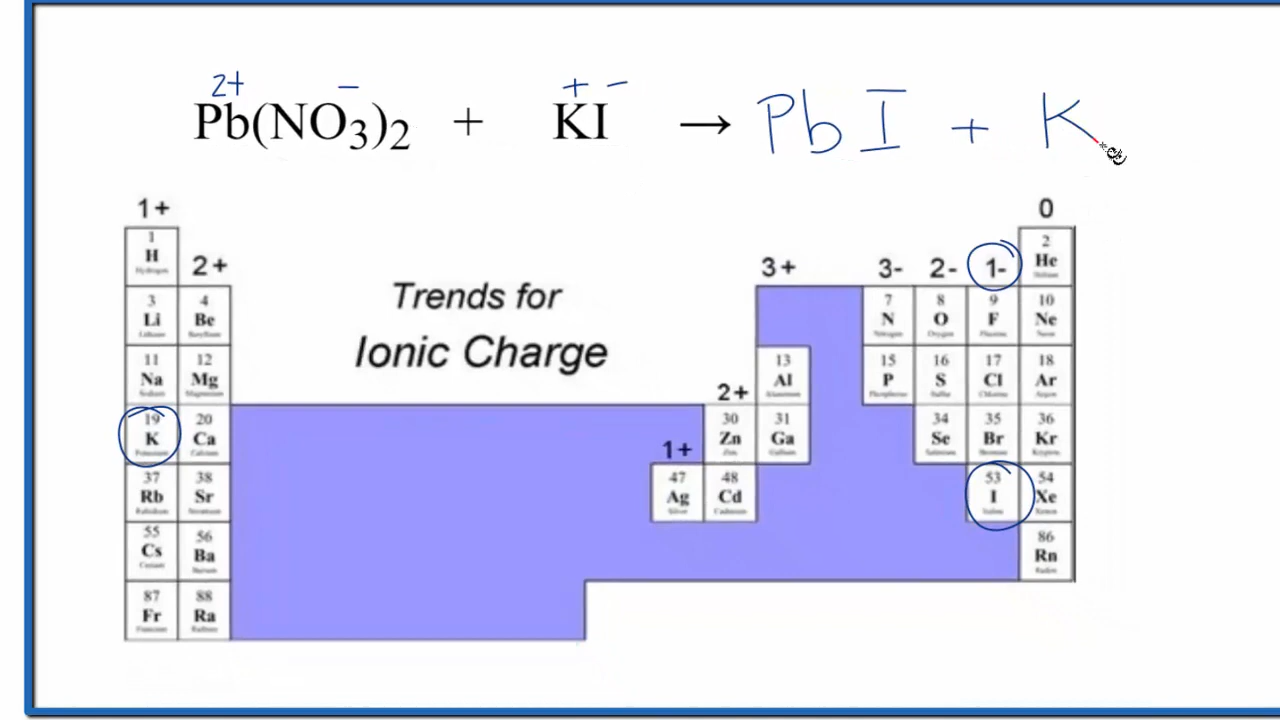 2+ − + −
Pb(NO3)2 + KI → PbI + K
1+ 0
1 2
H 2+ 3+ 3- 2- 1- He
Hydrogen
3 4 Trends for 7 8 9 10
Li Be Ionic Charge N O F Ne
11 12 13 15 16 17 18
Na Mg Al P S Cl Ar
2+
19 20 30 31 34 35 36
K Ca Zn Ga Se Br Kr
1+
37 38 47 48 53 54
Rb Sr Ag Cd I Xe
55 56 86
Cs Ba Rn
87 88
Fr Ra